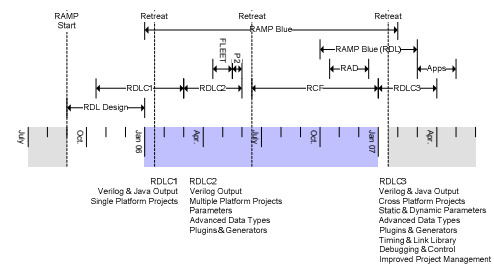 RAMP
Start
Retreat
Retreat
Retreat
RAMP Blue
RAMP Blue (RDL)
FLEET
P2
RAD
Apps
RDLC1
RDLC2
RCF
RDLC3
RDL Design
July
Oct.
Jan 06
Apr.
July
Oct.
Jan 07
Apr.
RDLC1
Verilog & Java Output
Single Platform Projects
RDLC2
Verilog Output
Multiple Platform Projects
Parameters
Advanced Data Types
Plugins & Generators
RDLC3
Verilog & Java Output
Cross Platform Projects
Static & Dynamic Parameters
Advanced Data Types
Plugins & Generators
Timing & Link Library
Debugging & Control
Improved Project Management